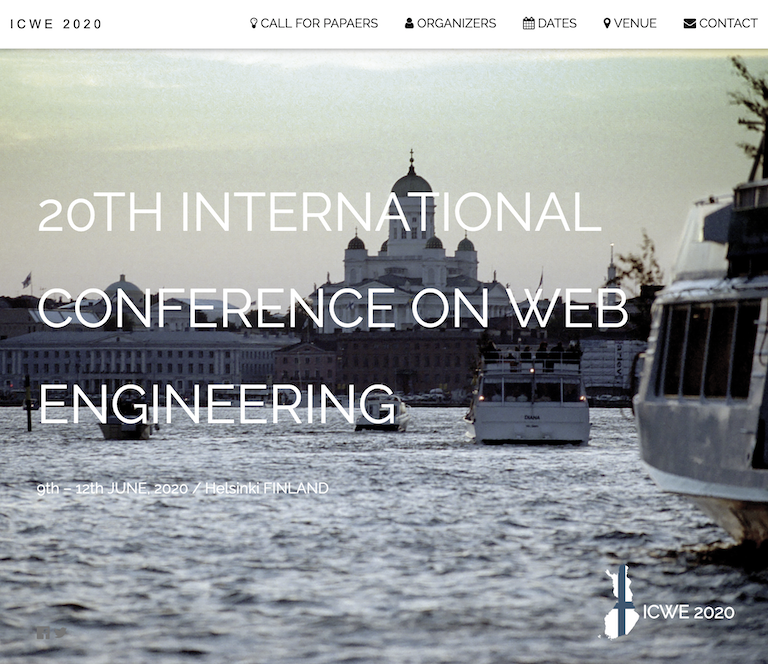 ICWE 2020
CALL FOR PAPAERS
ORGANIZERS
DATES
VENUE
CONTACT
20TH INTERNATIONAL
CONFERENCE ON WEB
ENGINEERING
9th – 12th JUNE, 2020 / Helsinki FINLAND
ICWE 2020